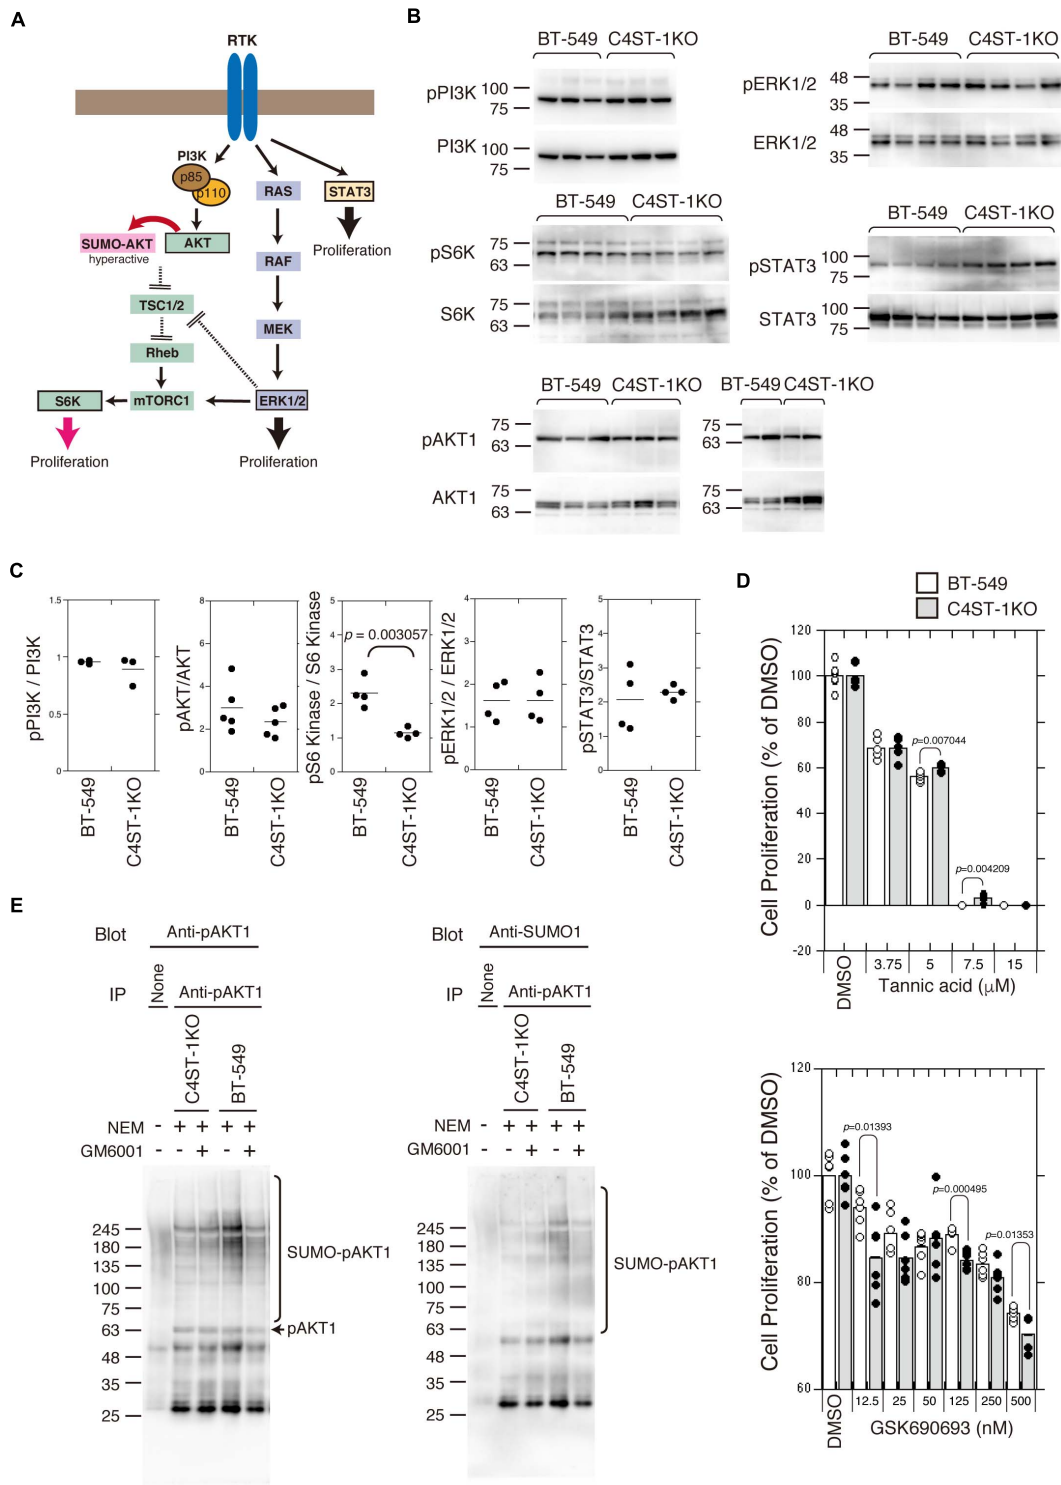 A
RTK
PI3K
p85
p110
RAS
STAT3
SUMO-AKT
AKT
hyperactive
Proliferation
RAF
TSC1/2
MEK
Rheb
S6K
mTORC1
ERK1/2
Proliferation
Proliferation
B
BT-549 C4ST-1KO
pPI3K 100
75
PI3K 100
75
BT-549 C4ST-1KO
pERK1/2 48
35
ERK1/2 48
35
BT-549 C4ST-1KO
pS6K 75
63
S6K 75
63
BT-549 C4ST-1KO
pSTAT3 100
75
STAT3 100
75
BT-549 C4ST-1KO
pAKT1 75
63
AKT1 75
63
BT-549 C4ST-1KO
75
63
75
63
C
pPI3K / PI3K
1.5
1
0.5
0
BT-549
C4ST-1KO
pAKT/AKT
8
6
4
2
0
BT-549
C4ST-1KO
pS6 Kinase / S6 Kinase
5
4
3
2
1
0
p = 0.003057
BT-549
C4ST-1KO
pERK1/2 / ERK1/2
4
3
2
1
0
BT-549
C4ST-1KO
pSTAT3/STAT3
5
4
3
2
1
0
BT-549
C4ST-1KO
D
BT-549
C4ST-1KO
Cell Proliferation (% of DMSO)
120
100
80
60
40
20
0
-20
p=0.007044
p=0.004209
DMSO
3.75 5 7.5 15
Tannic acid (μM)
Cell Proliferation (% of DMSO)
120
100
80
60
p=0.01393
p=0.000495
p=0.01353
DMSO
12.5 25 50 125 250 500
GSK690693 (nM)
E
Blot Anti-pAKT1
IP None Anti-pAKT1
C4ST-1KO
BT-549
NEM - + + + +
GM6001 - - + - +
245
180
135
100
75
63
48
35
25
SUMO-pAKT1
pAKT1
Blot Anti-SUMO1
IP None Anti-pAKT1
C4ST-1KO
BT-549
NEM - + + + +
GM6001 - - + - +
245
180
135
100
75
63
48
35
25
SUMO-pAKT1